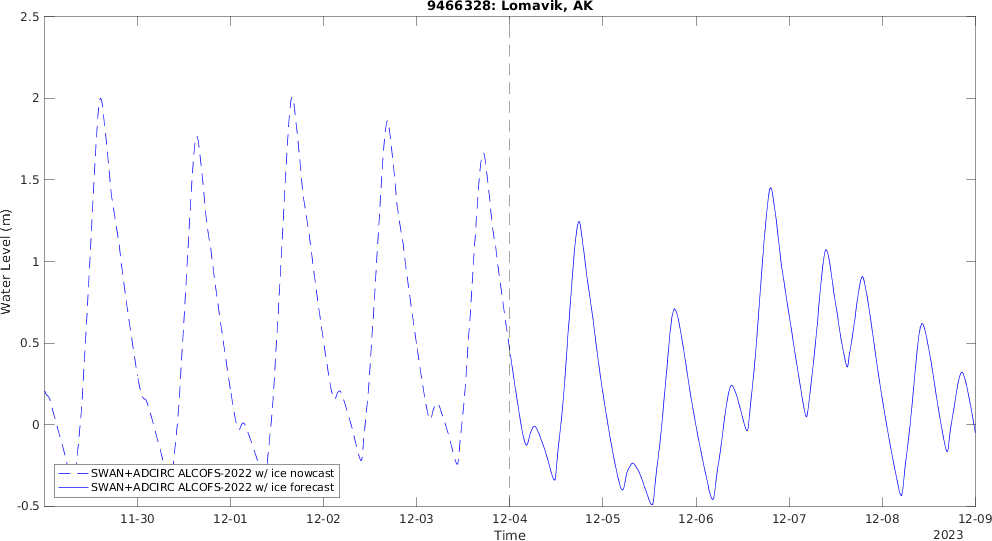 9466328: Lomavik, AK
2.5
2
1.5
1
0.5
0
-0.5
Water Level (m)
SWAN+ADCIRC ALCOFS-2022 w/ ice nowcast
SWAN+ADCIRC ALCOFS-2022 w/ ice forecast
11-30 12-01 12-02 12-03 12-04 12-05 12-06 12-07 12-08 12-09
Time
2023